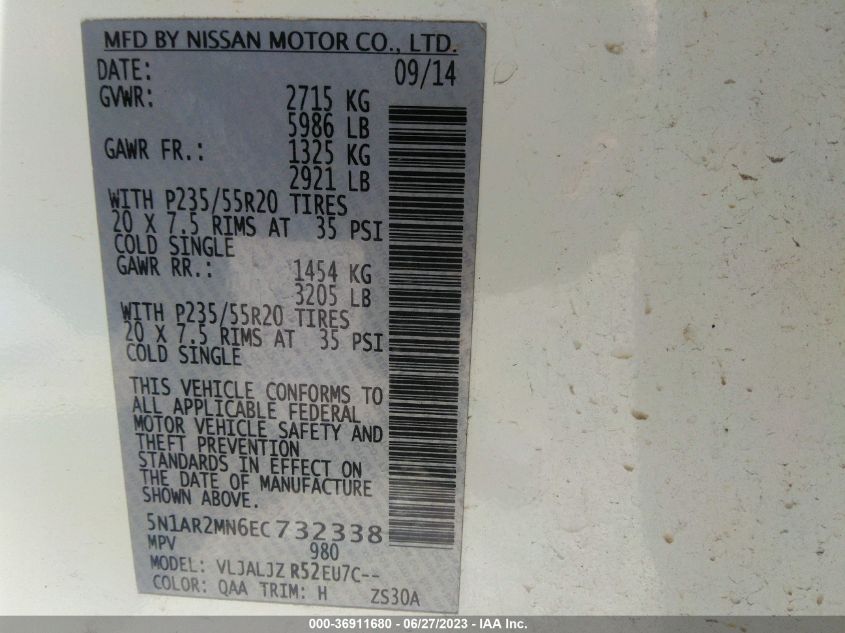 MFD BY NISSAN MOTOR CO., LTD.
DATE: 09/14
GVWR: 2715 KG
5986 LB
GAWR FR.: 1325 KG
2921 LB
WITH P235/55R20 TIRES
20 X 7.5 RIMS AT 35 PSI
COLD SINGLE
GAWR RR.: 1454 KG
3205 LB
WITH P235/55R20 TIRES
20 X 7.5 RIMS AT 35 PSI
COLD SINGLE
THIS VEHICLE CONFORMS TO
ALL APPLICABLE FEDERAL
MOTOR VEHICLE SAFETY AND
THEFT PREVENTION
STANDARDS IN EFFECT ON
THE DATE OF MANUFACTURE
SHOWN ABOVE.
5N1AR2MN6EC732338
MPV 980
MODEL: VLJALJZ R52EU7C--
COLOR: QAA TRIM: H ZS30A
000-36911680 - 06/27/2023 - IAA Inc.